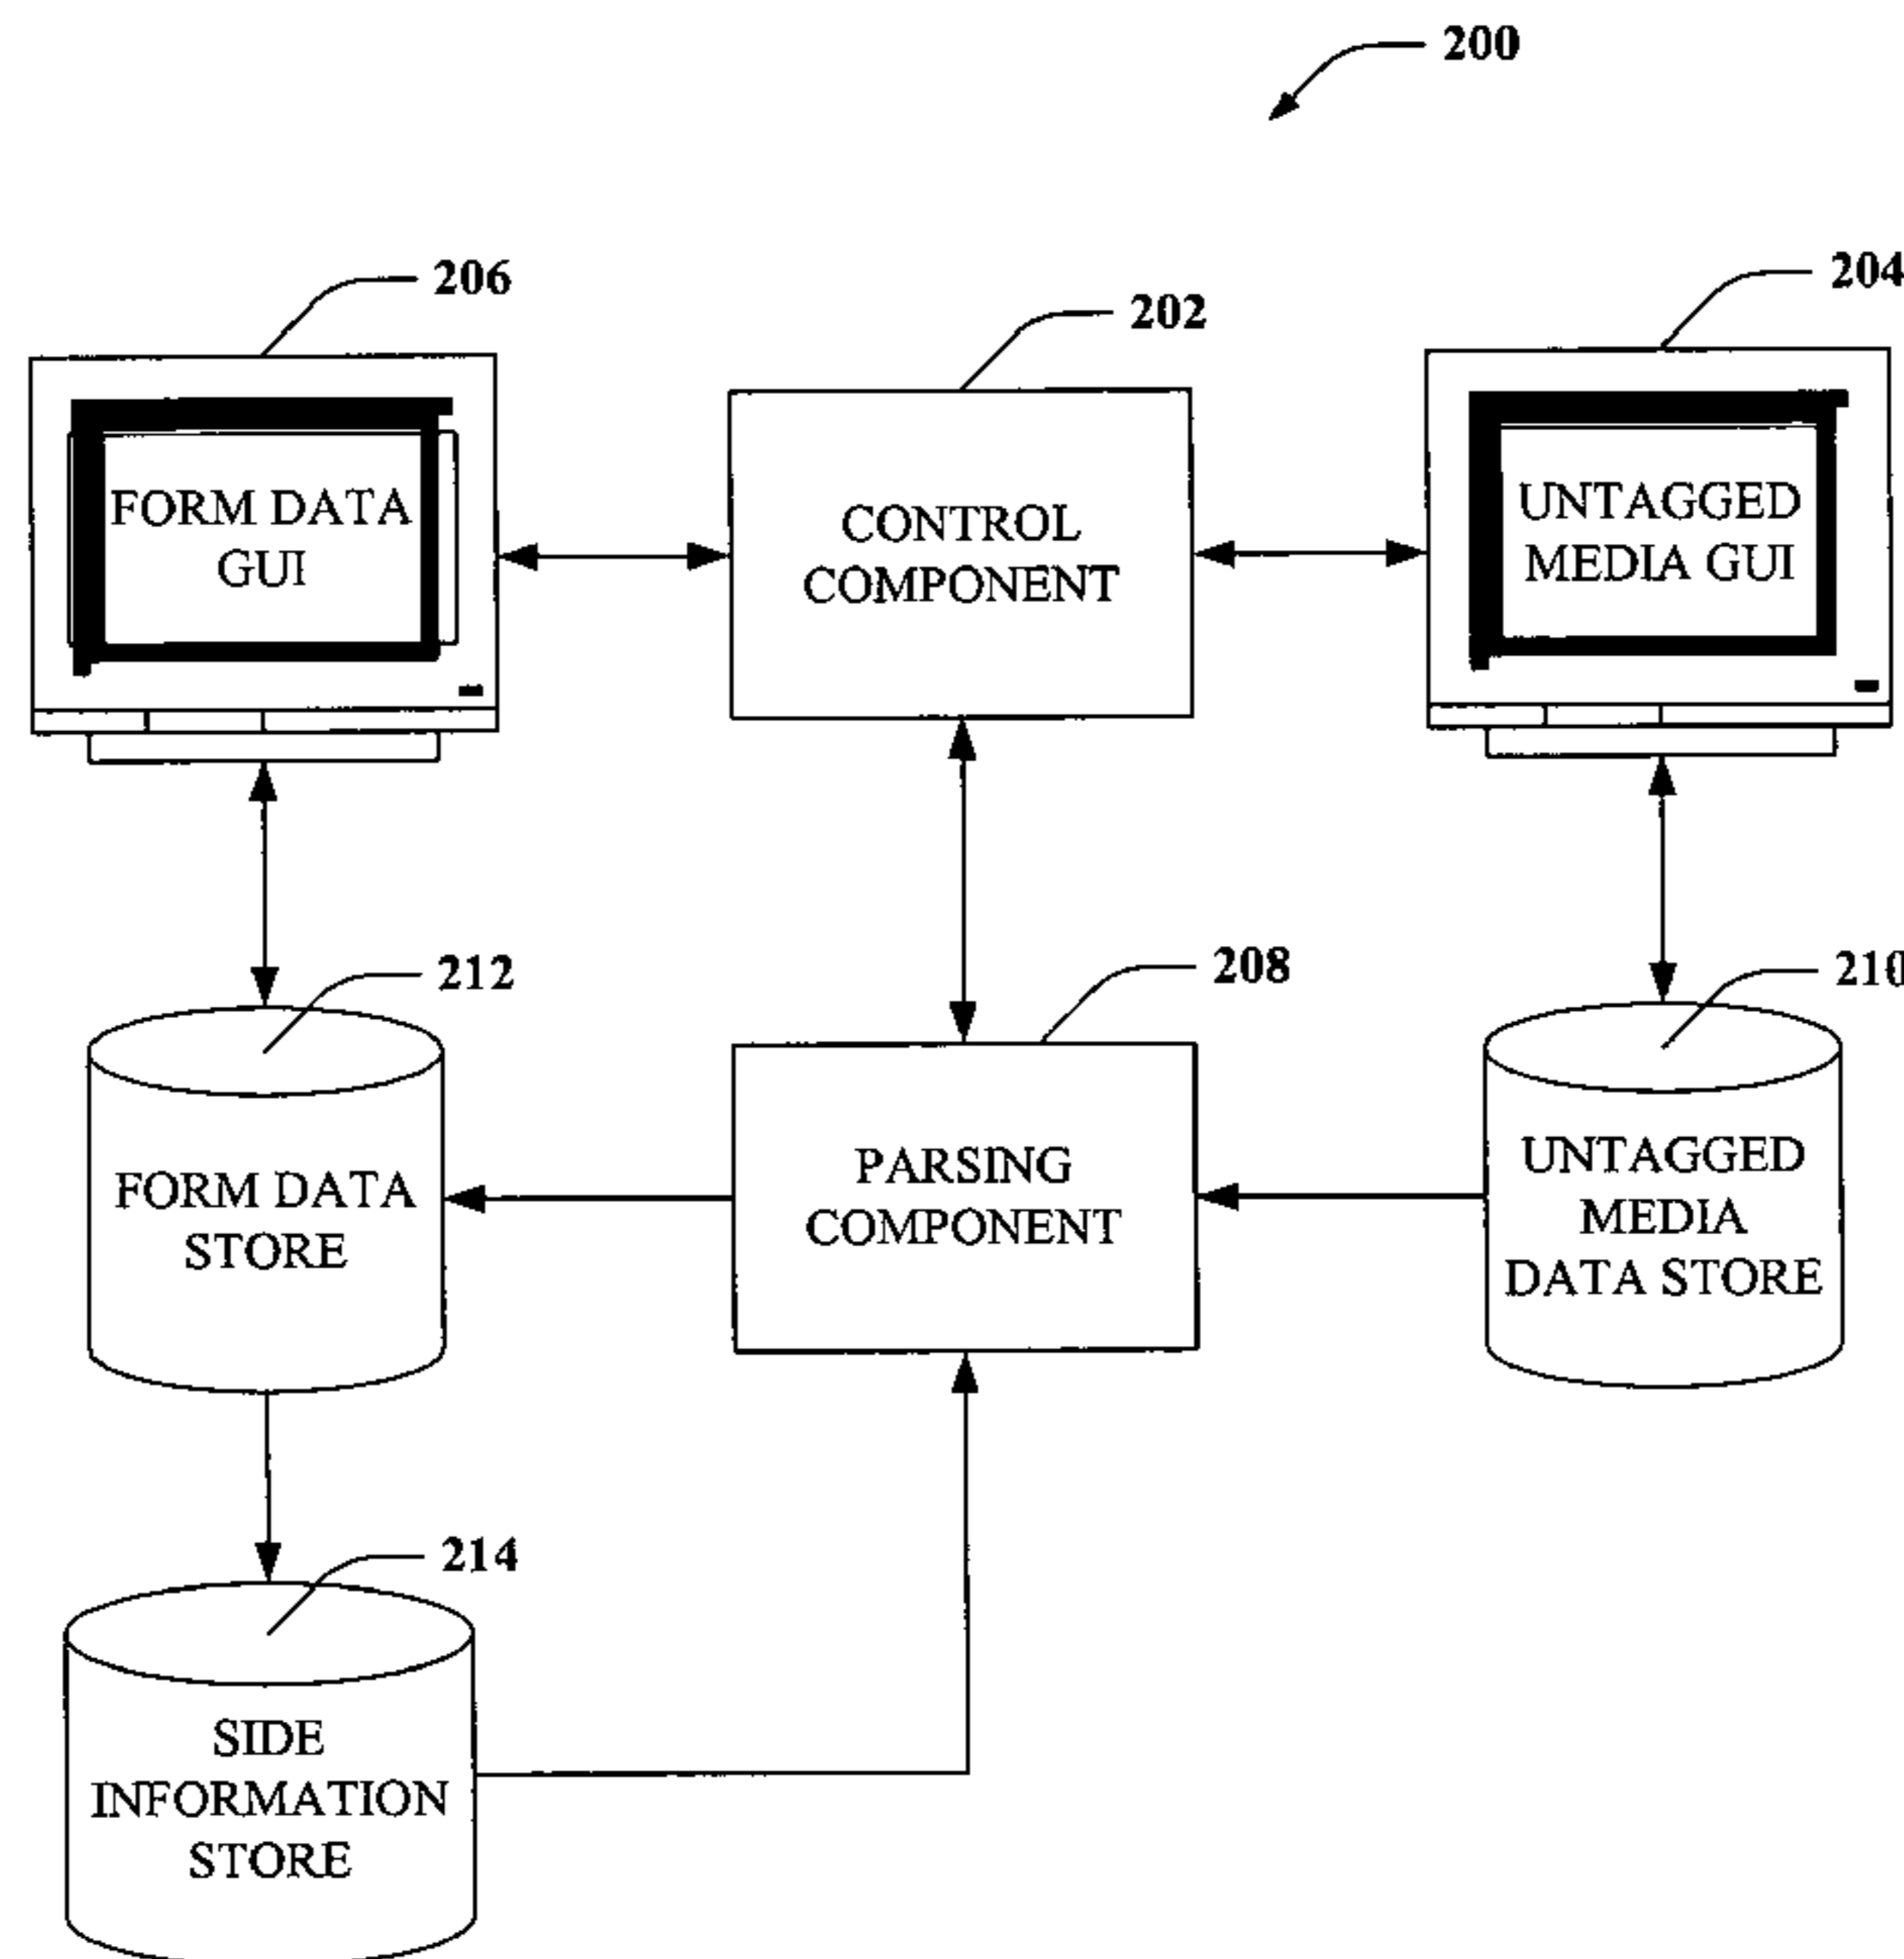 200
206
202
204
FORM DATA
GUI
CONTROL
COMPONENT
UNTAGGED
MEDIA GUI
212
208
210
FORM DATA
STORE
PARSING
COMPONENT
UNTAGGED
MEDIA
DATA STORE
214
SIDE
INFORMATION
STORE